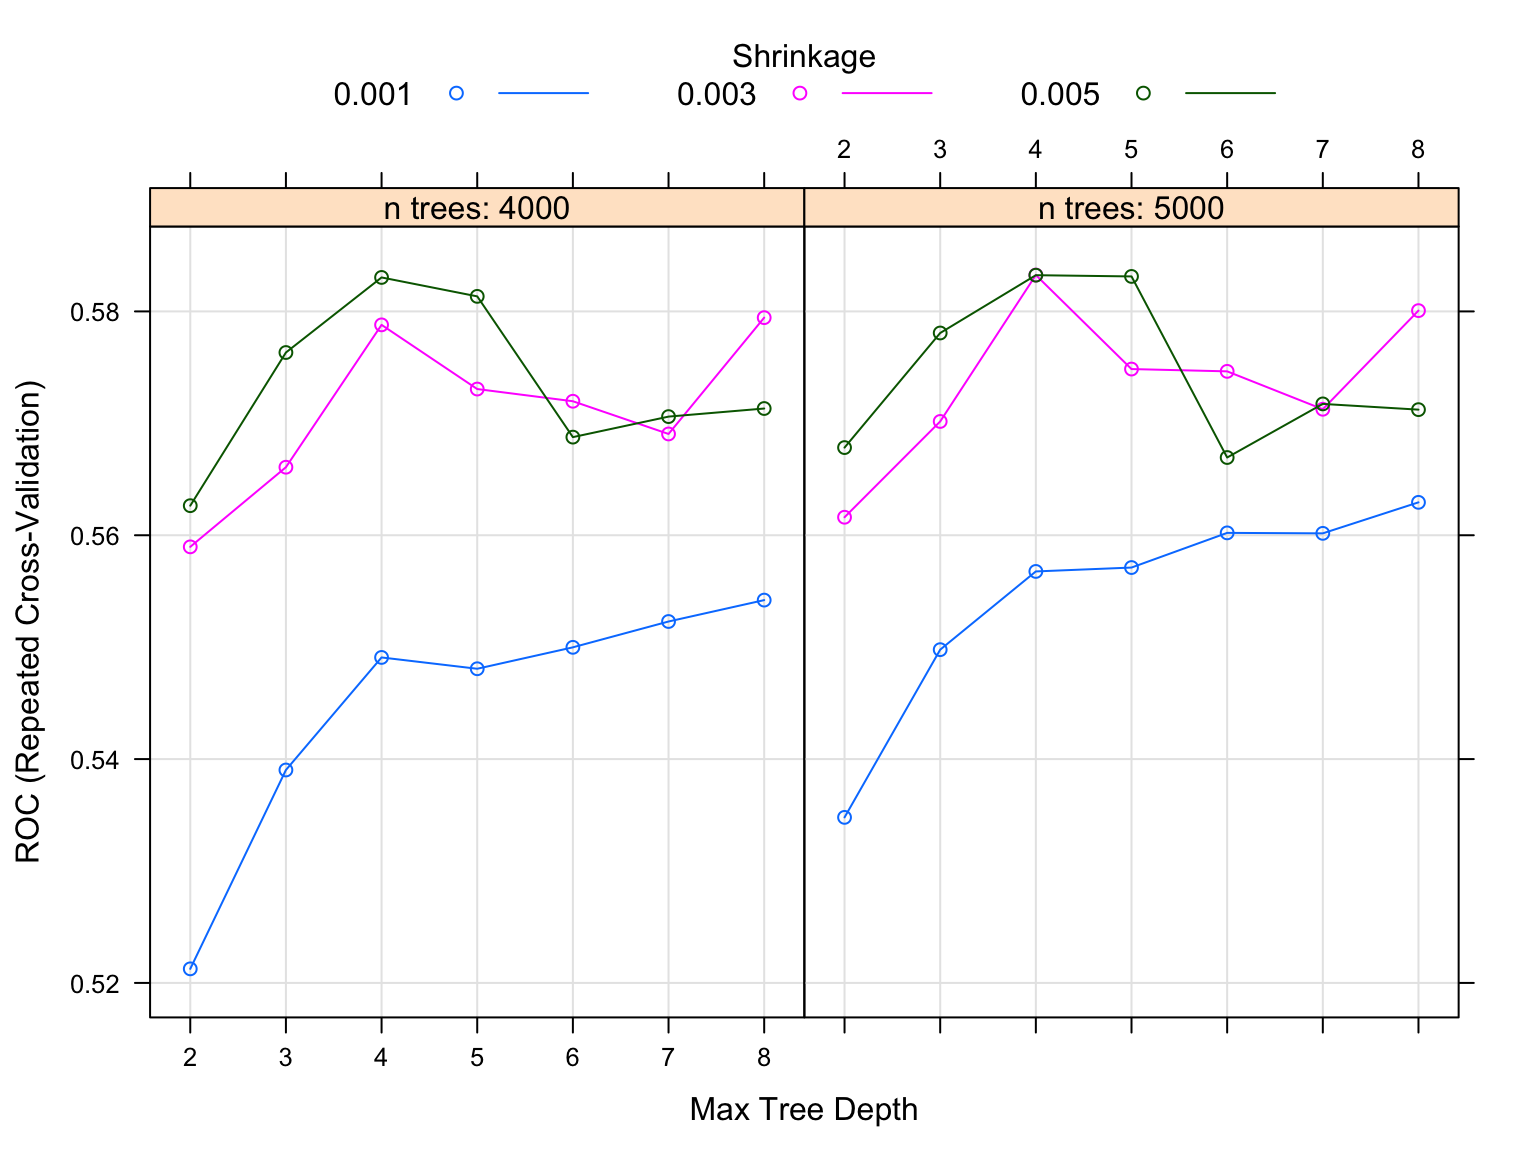 Shrinkage
0.001 0.003 0.005
2 3 4 5 6 7 8
n trees: 4000 n trees: 5000
0.58
0.56
0.54
0.52
ROC (Repeated Cross-Validation)
2 3 4 5 6 7 8
Max Tree Depth